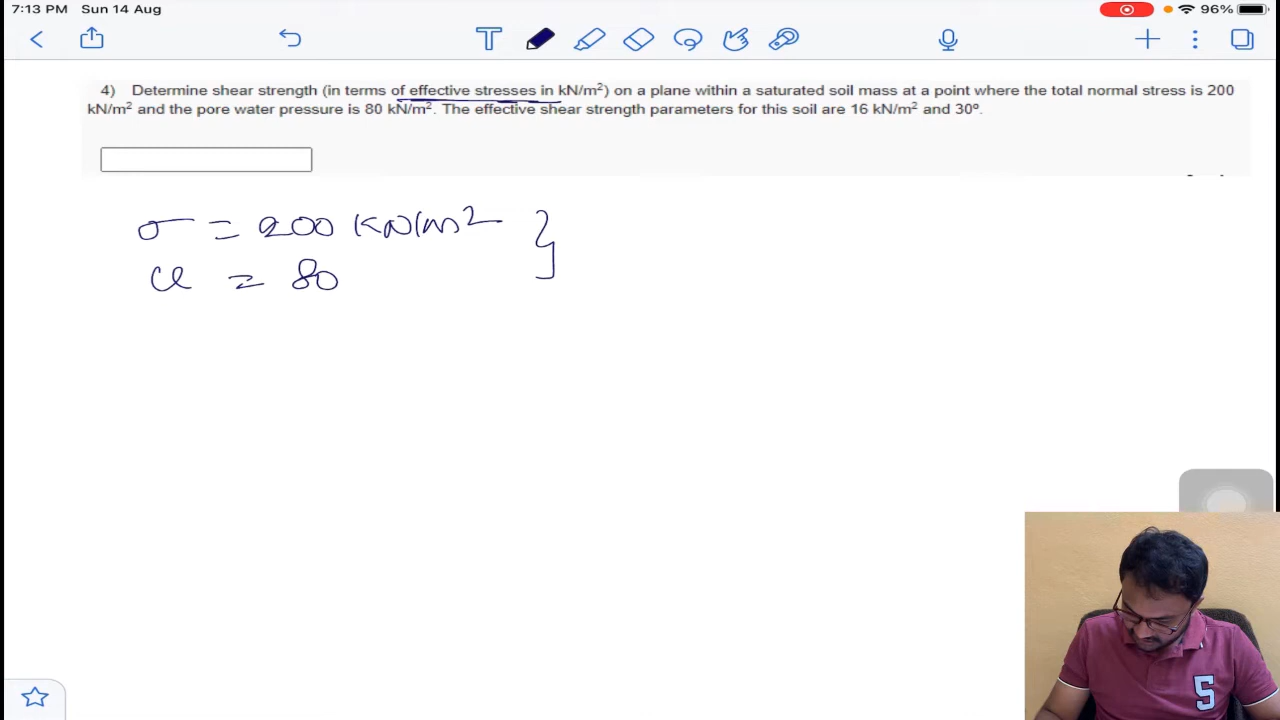 7:13 PM Sun 14 Aug 96%
T
4) Determine shear strength (in terms of effective stresses in kN/m²) on a plane within a saturated soil mass at a point where the total normal stress is 200
kN/m² and the pore water pressure is 80 kN/m². The effective shear strength parameters for this soil are 16 kN/m² and 30º.
σ = 200 KN/m²
u = 80
S